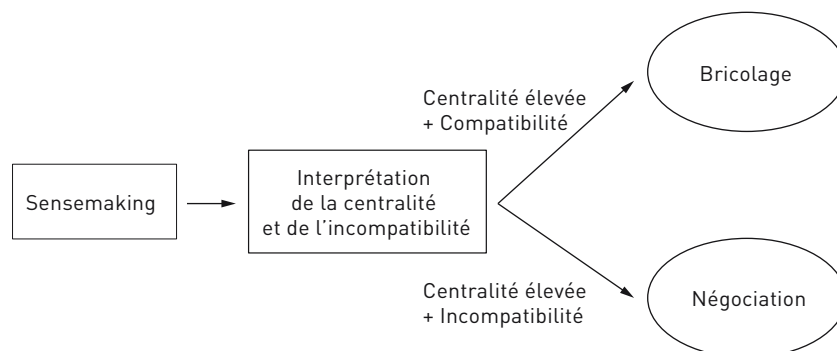 Sensemaking
Interprétation
de la centralité
et de l'incompatibilité
Centralité élevée
+ Compatibilité
Bricolage
Centralité élevée
+ Incompatibilité
Négociation